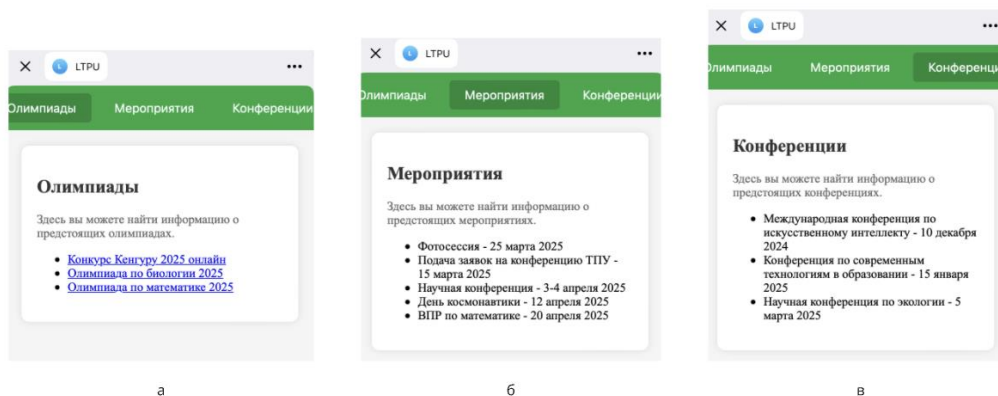 LTPU
Олимпиады Мероприятия Конференции
Олимпиады
Здесь вы можете найти информацию о
предстоящих олимпиадах.
Конкурс Кенгуру 2025 онлайн
Олимпиада по биологии 2025
Олимпиада по математике 2025
а
LTPU
Олимпиады Мероприятия Конференции
Мероприятия
Здесь вы можете найти информацию о
предстоящих мероприятиях.
Фотосессия - 25 марта 2025
Подача заявок на конференцию ТПУ -
15 марта 2025
Научная конференция - 3-4 апреля 2025
День космонавтики - 12 апреля 2025
ВПР по математике - 20 апреля 2025
б
LTPU
Олимпиады Мероприятия Конференци
Конференции
Здесь вы можете найти информацию о
предстоящих конференциях.
Международная конференция по
искусственному интеллекту - 10 декабря
2024
Конференция по современным
технологиям в образовании - 15 января
2025
Научная конференция по экологии - 5
марта 2025
в